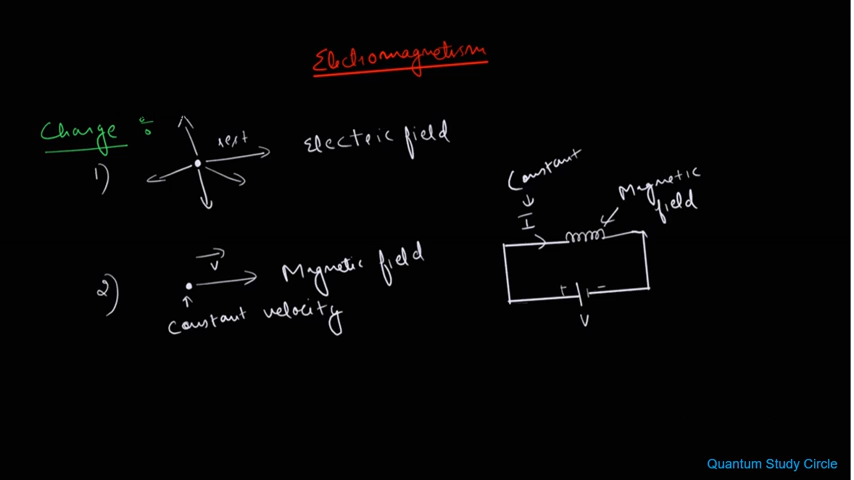 Electromagnetism
Charge :
1)
rest
Electric field
2)
V
Magnetic field
Constant velocity
Constant
I
Magnetic
field
+ -
V
Quantum Study Circle